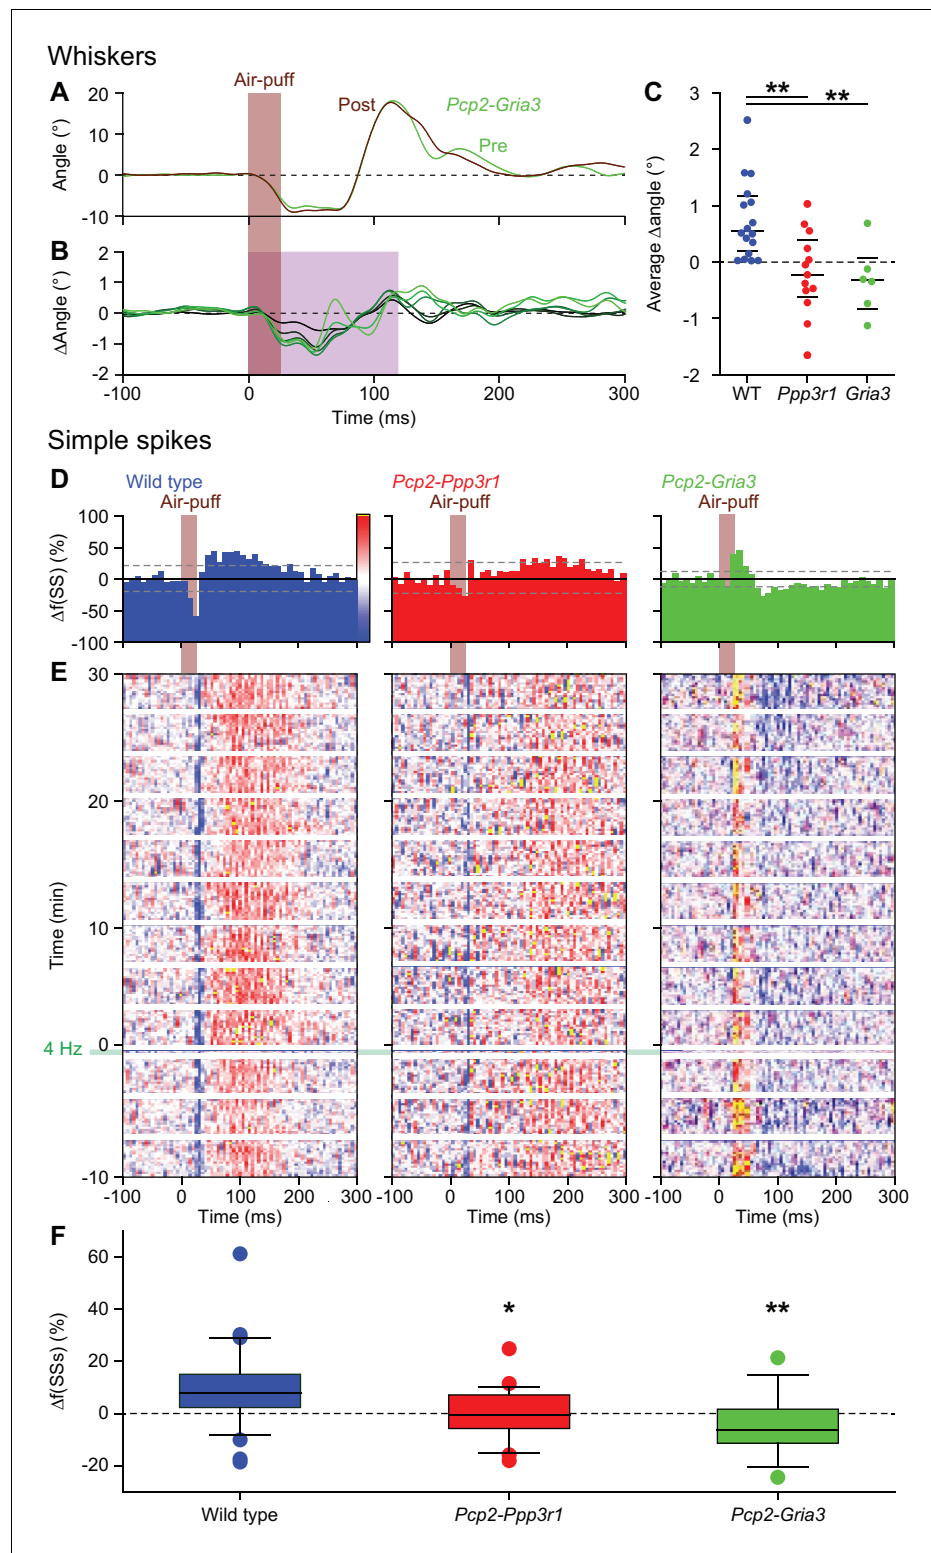 Whiskers
A
Air-puff
20
10
0
-10
Angle (°)
Post
Pcp2-Gria3
Pre
B
2
1
0
-1
-2
ΔAngle (°)
-100
0
100
200
300
Time (ms)
C
3
2
1
0
-1
-2
Average Δangle (°)
**
**
WT
Ppp3r1
Gria3
Simple spikes
D
Wild type
Pcp2-Ppp3r1
Pcp2-Gria3
Air-puff
Air-puff
Air-puff
100
50
0
-50
-100
Δf(SS) (%)
E
30
20
10
0
-10
Time (min)
4 Hz
-100
0
100
200
300
-100
0
100
200
300
-100
0
100
200
300
Time (ms)
Time (ms)
Time (ms)
F
60
40
20
0
-20
Δf(SSs) (%)
*
**
Wild type
Pcp2-Ppp3r1
Pcp2-Gria3